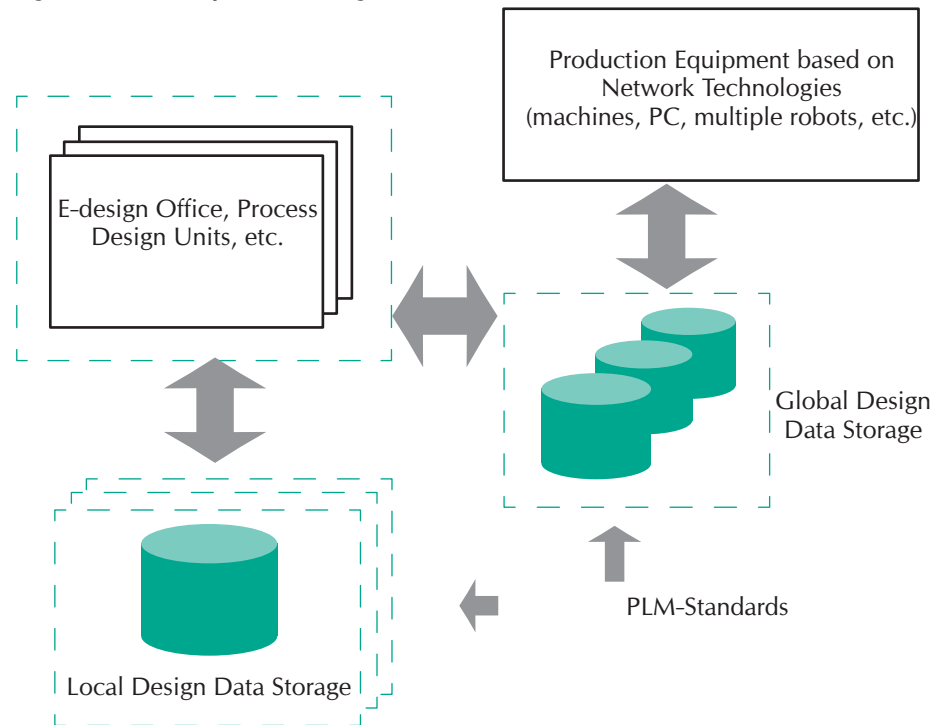 Production Equipment based on
Network Technologies
(machines, PC, multiple robots, etc.)
E-design Office, Process
Design Units, etc.
Global Design
Data Storage
PLM-Standards
Local Design Data Storage